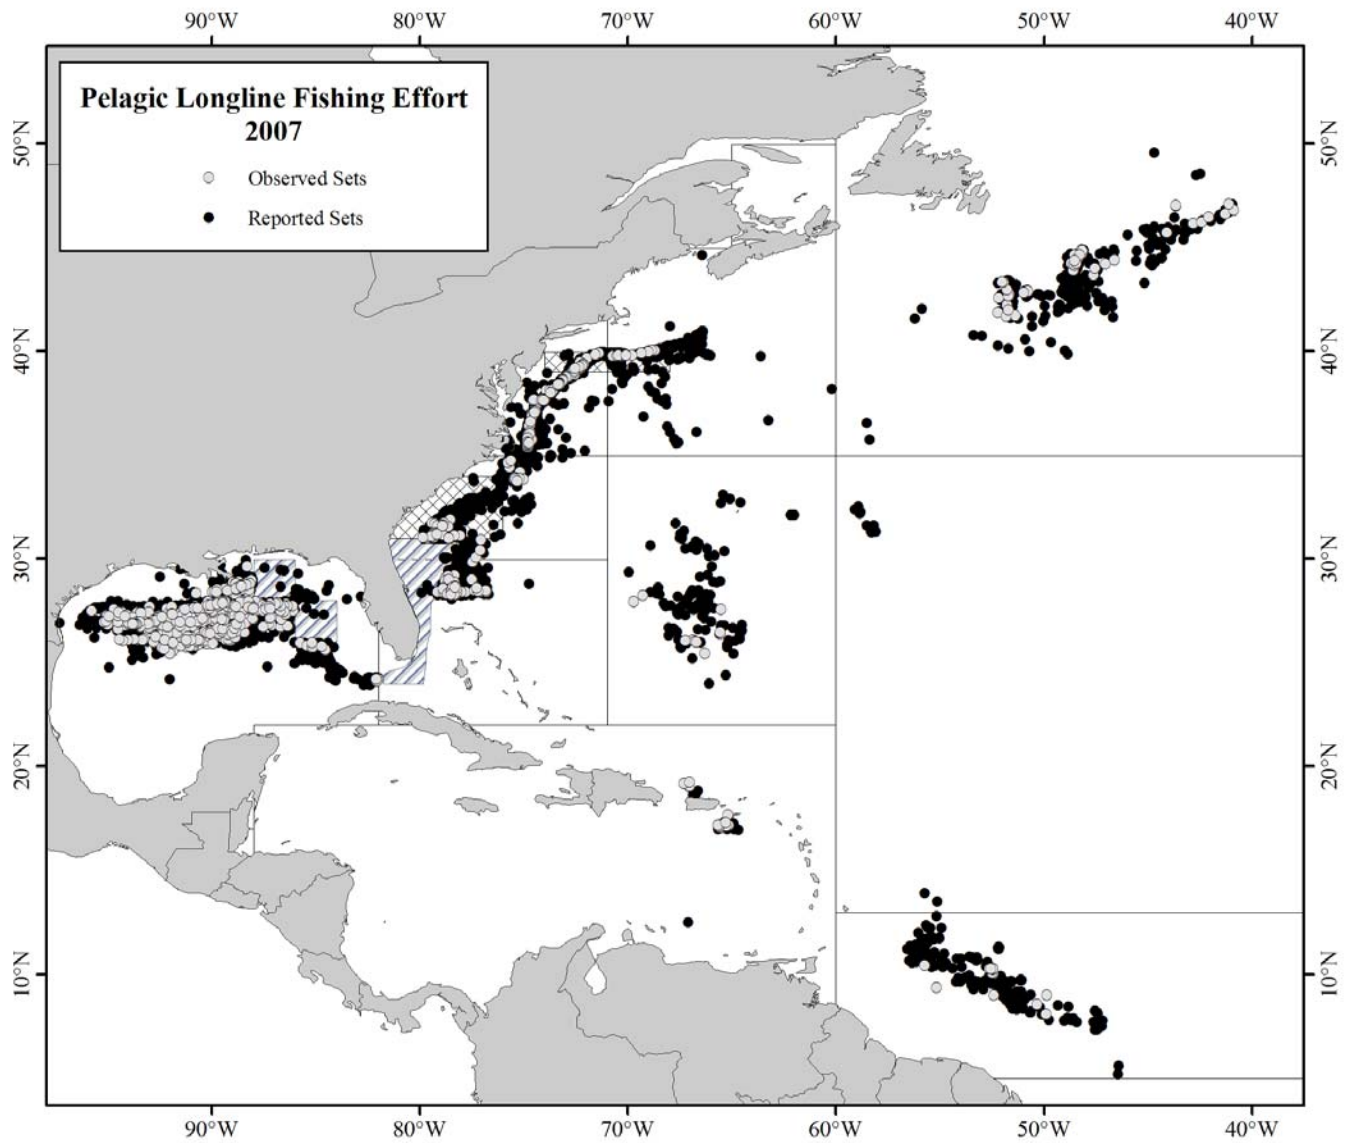 90°W 80°W 70°W 60°W 50°W 40°W
Pelagic Longline Fishing Effort
2007
Observed Sets
Reported Sets
50°N 50°N
40°N 40°N
30°N 30°N
20°N 20°N
10°N 10°N
90°W 80°W 70°W 60°W 50°W 40°W